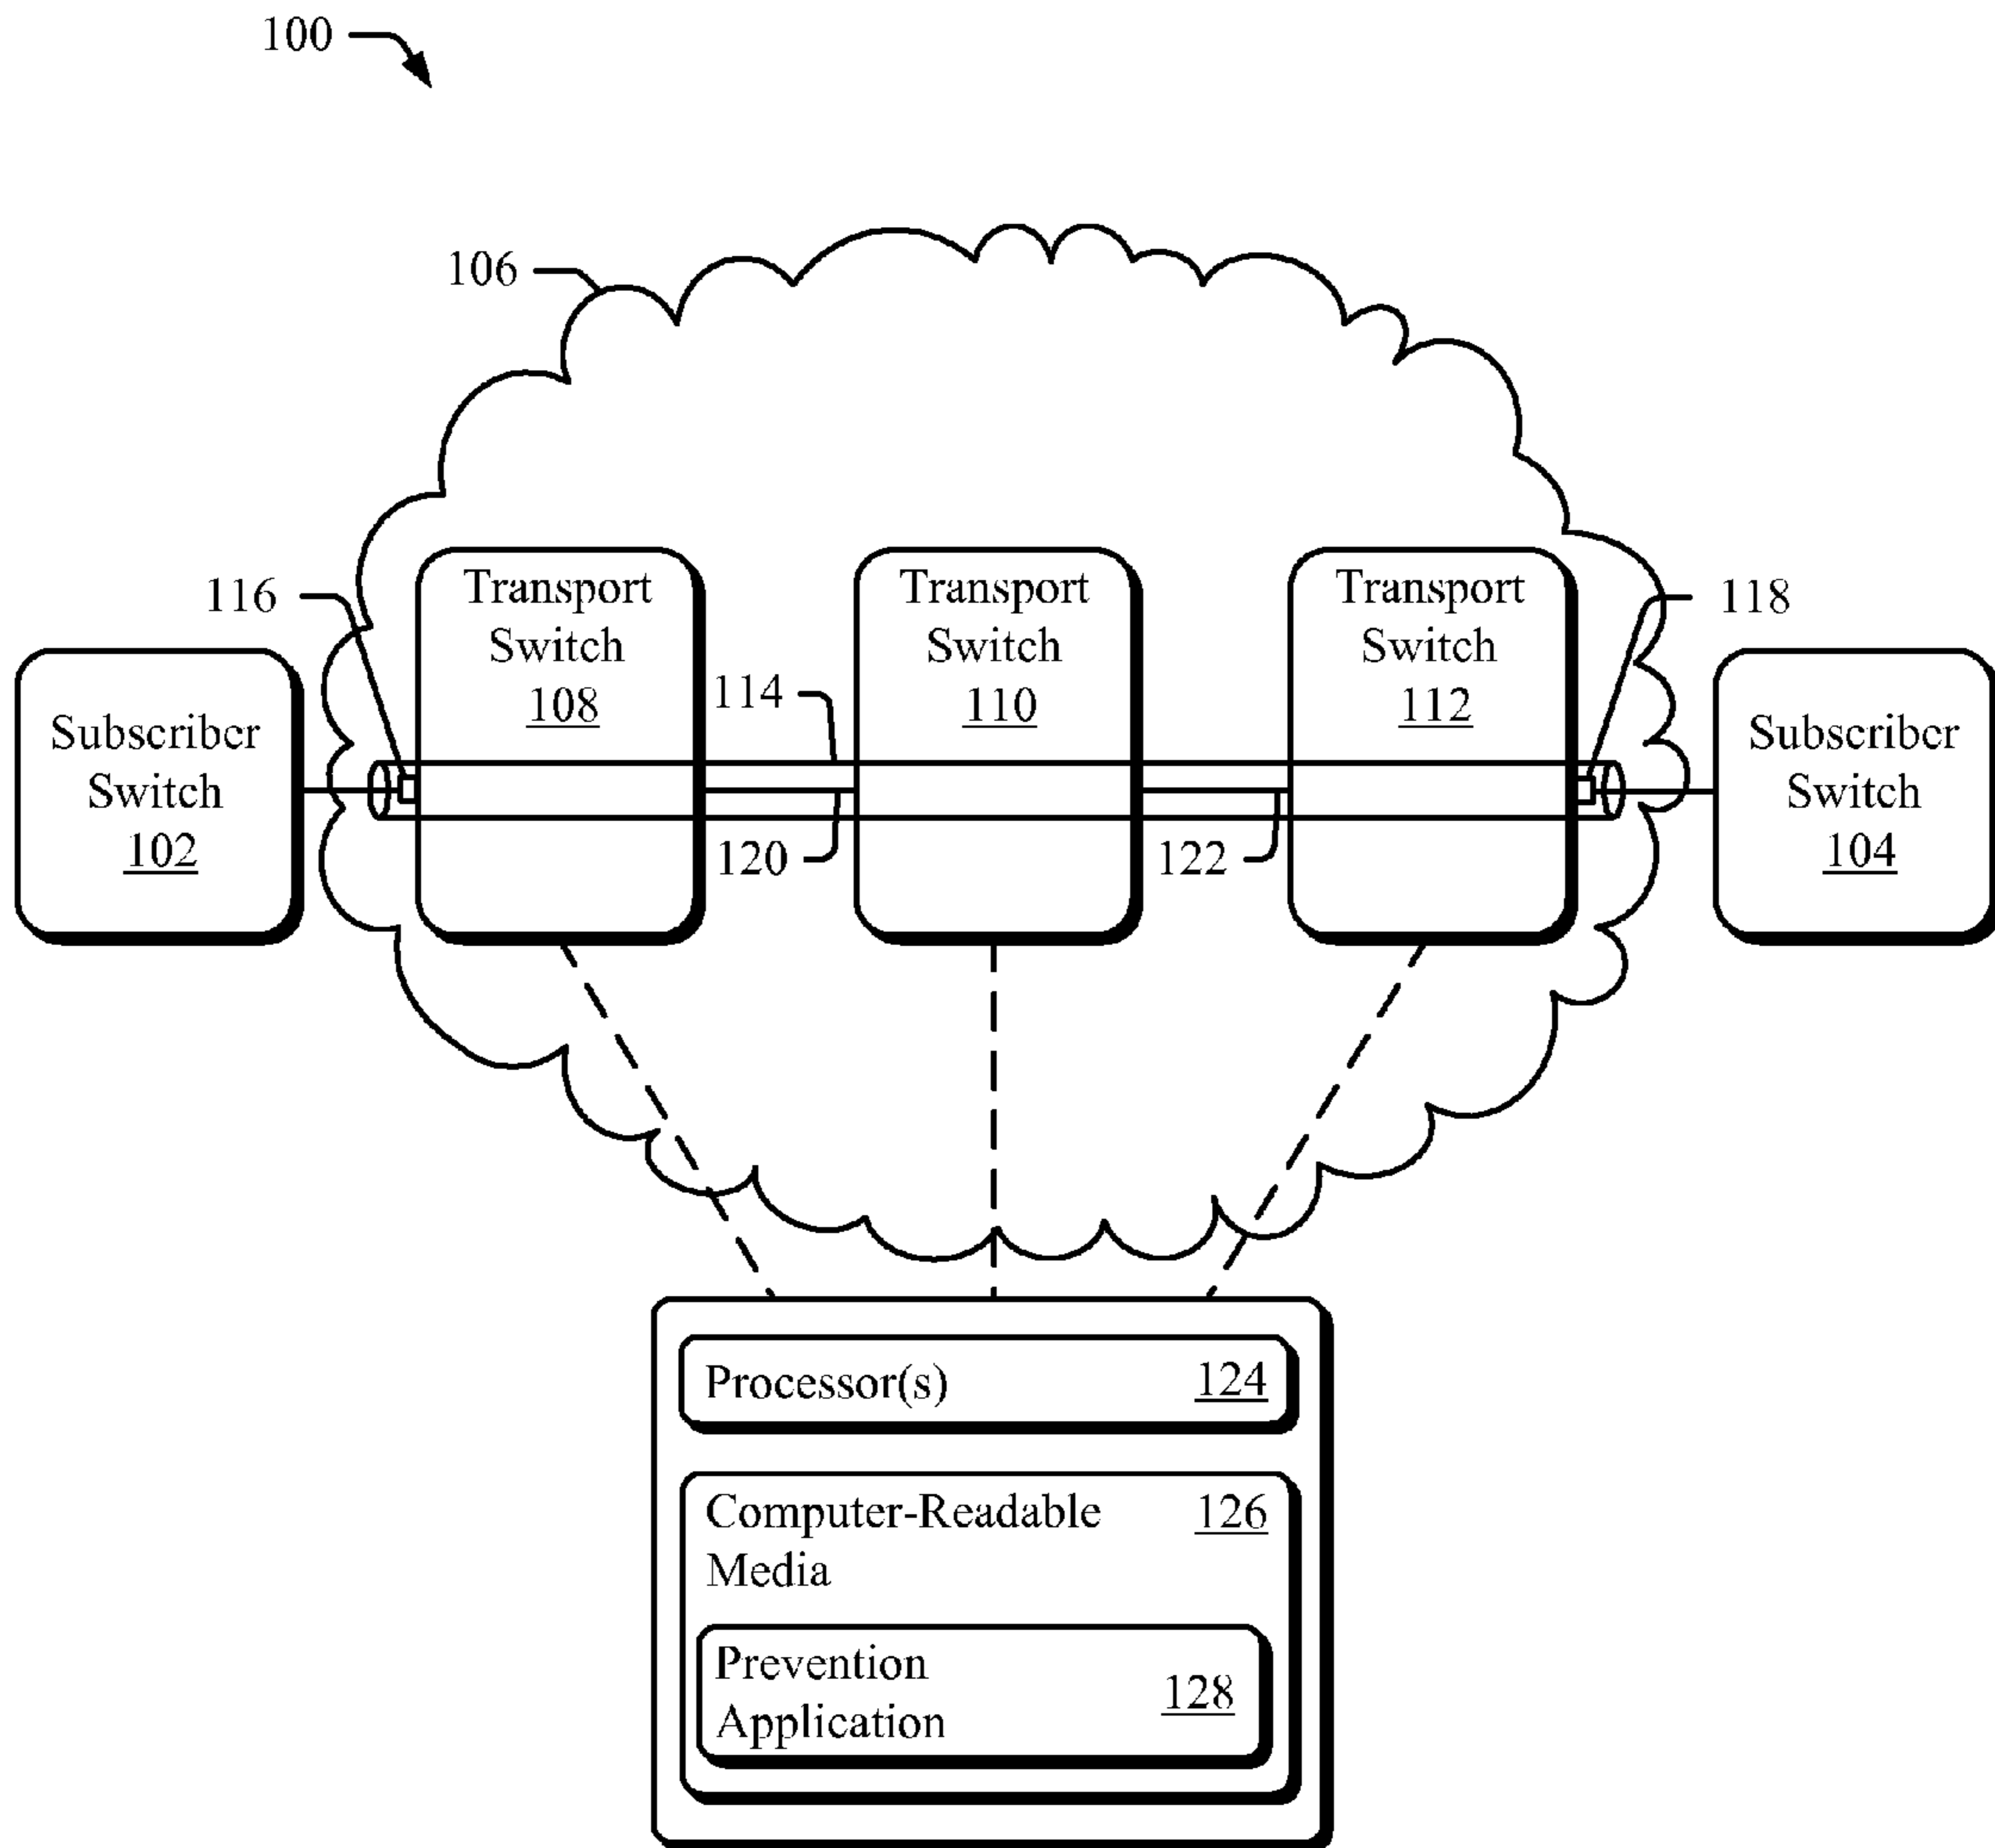 100
106
116
Transport
Switch
108
Transport
Switch
110
Transport
Switch
112
118
114
Subscriber
Switch
102
Subscriber
Switch
104
120
122
Processor(s) 124
Computer-Readable 126
Media
Prevention
Application 128